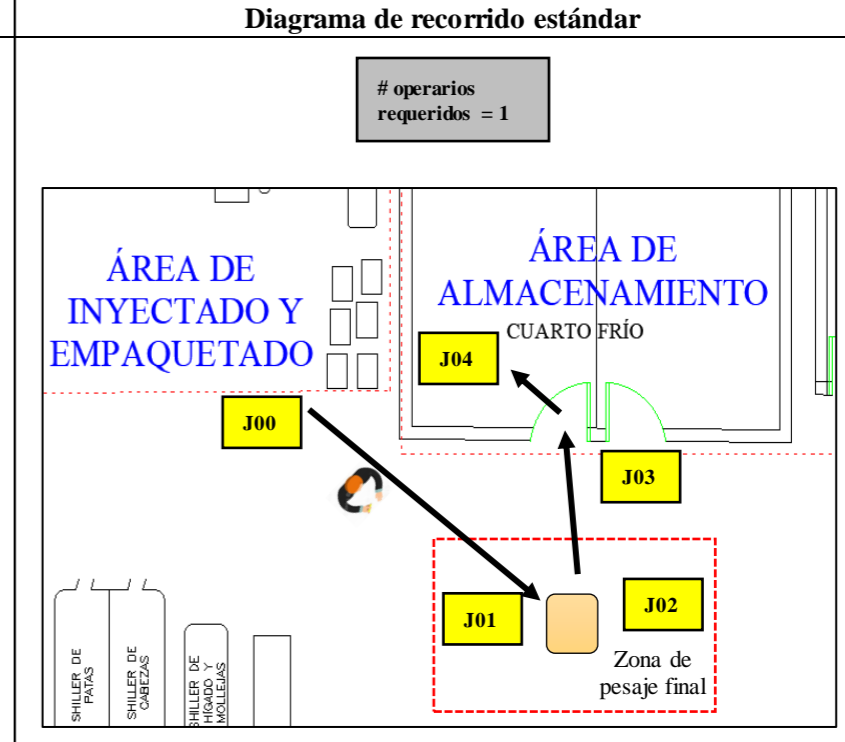 Diagrama de recorrido estándar
# operarios
requeridos = 1
ÁREA DE
INYECTADO Y
EMPAQUETADO
ÁREA DE
ALMACENAMIENTO
CUARTO FRÍO
J04
J00
J03
J01
J02
Zona de
pesaje final
SHILLER DE
PATAS
SHILLER DE
CABEZAS
SHILLER DE
HÍGADO Y
MOLLEJAS